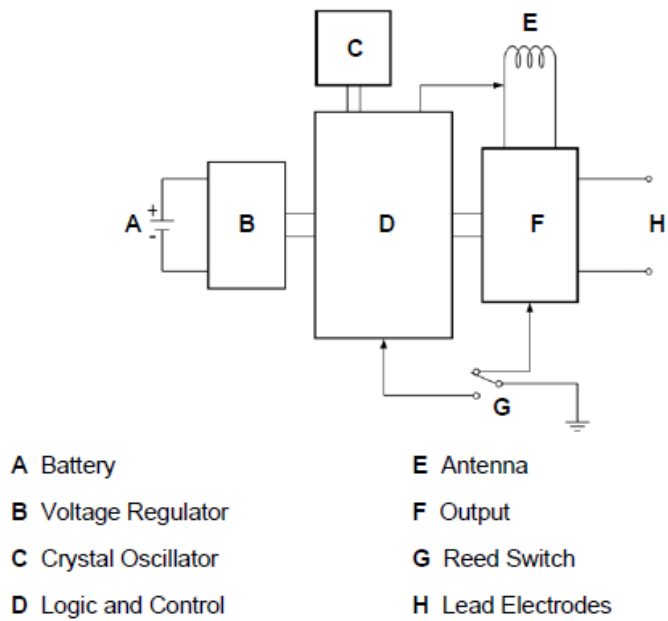 C
E
A
+
-
B
D
F
H
G
A Battery
E Antenna
B Voltage Regulator
F Output
C Crystal Oscillator
G Reed Switch
D Logic and Control
H Lead Electrodes